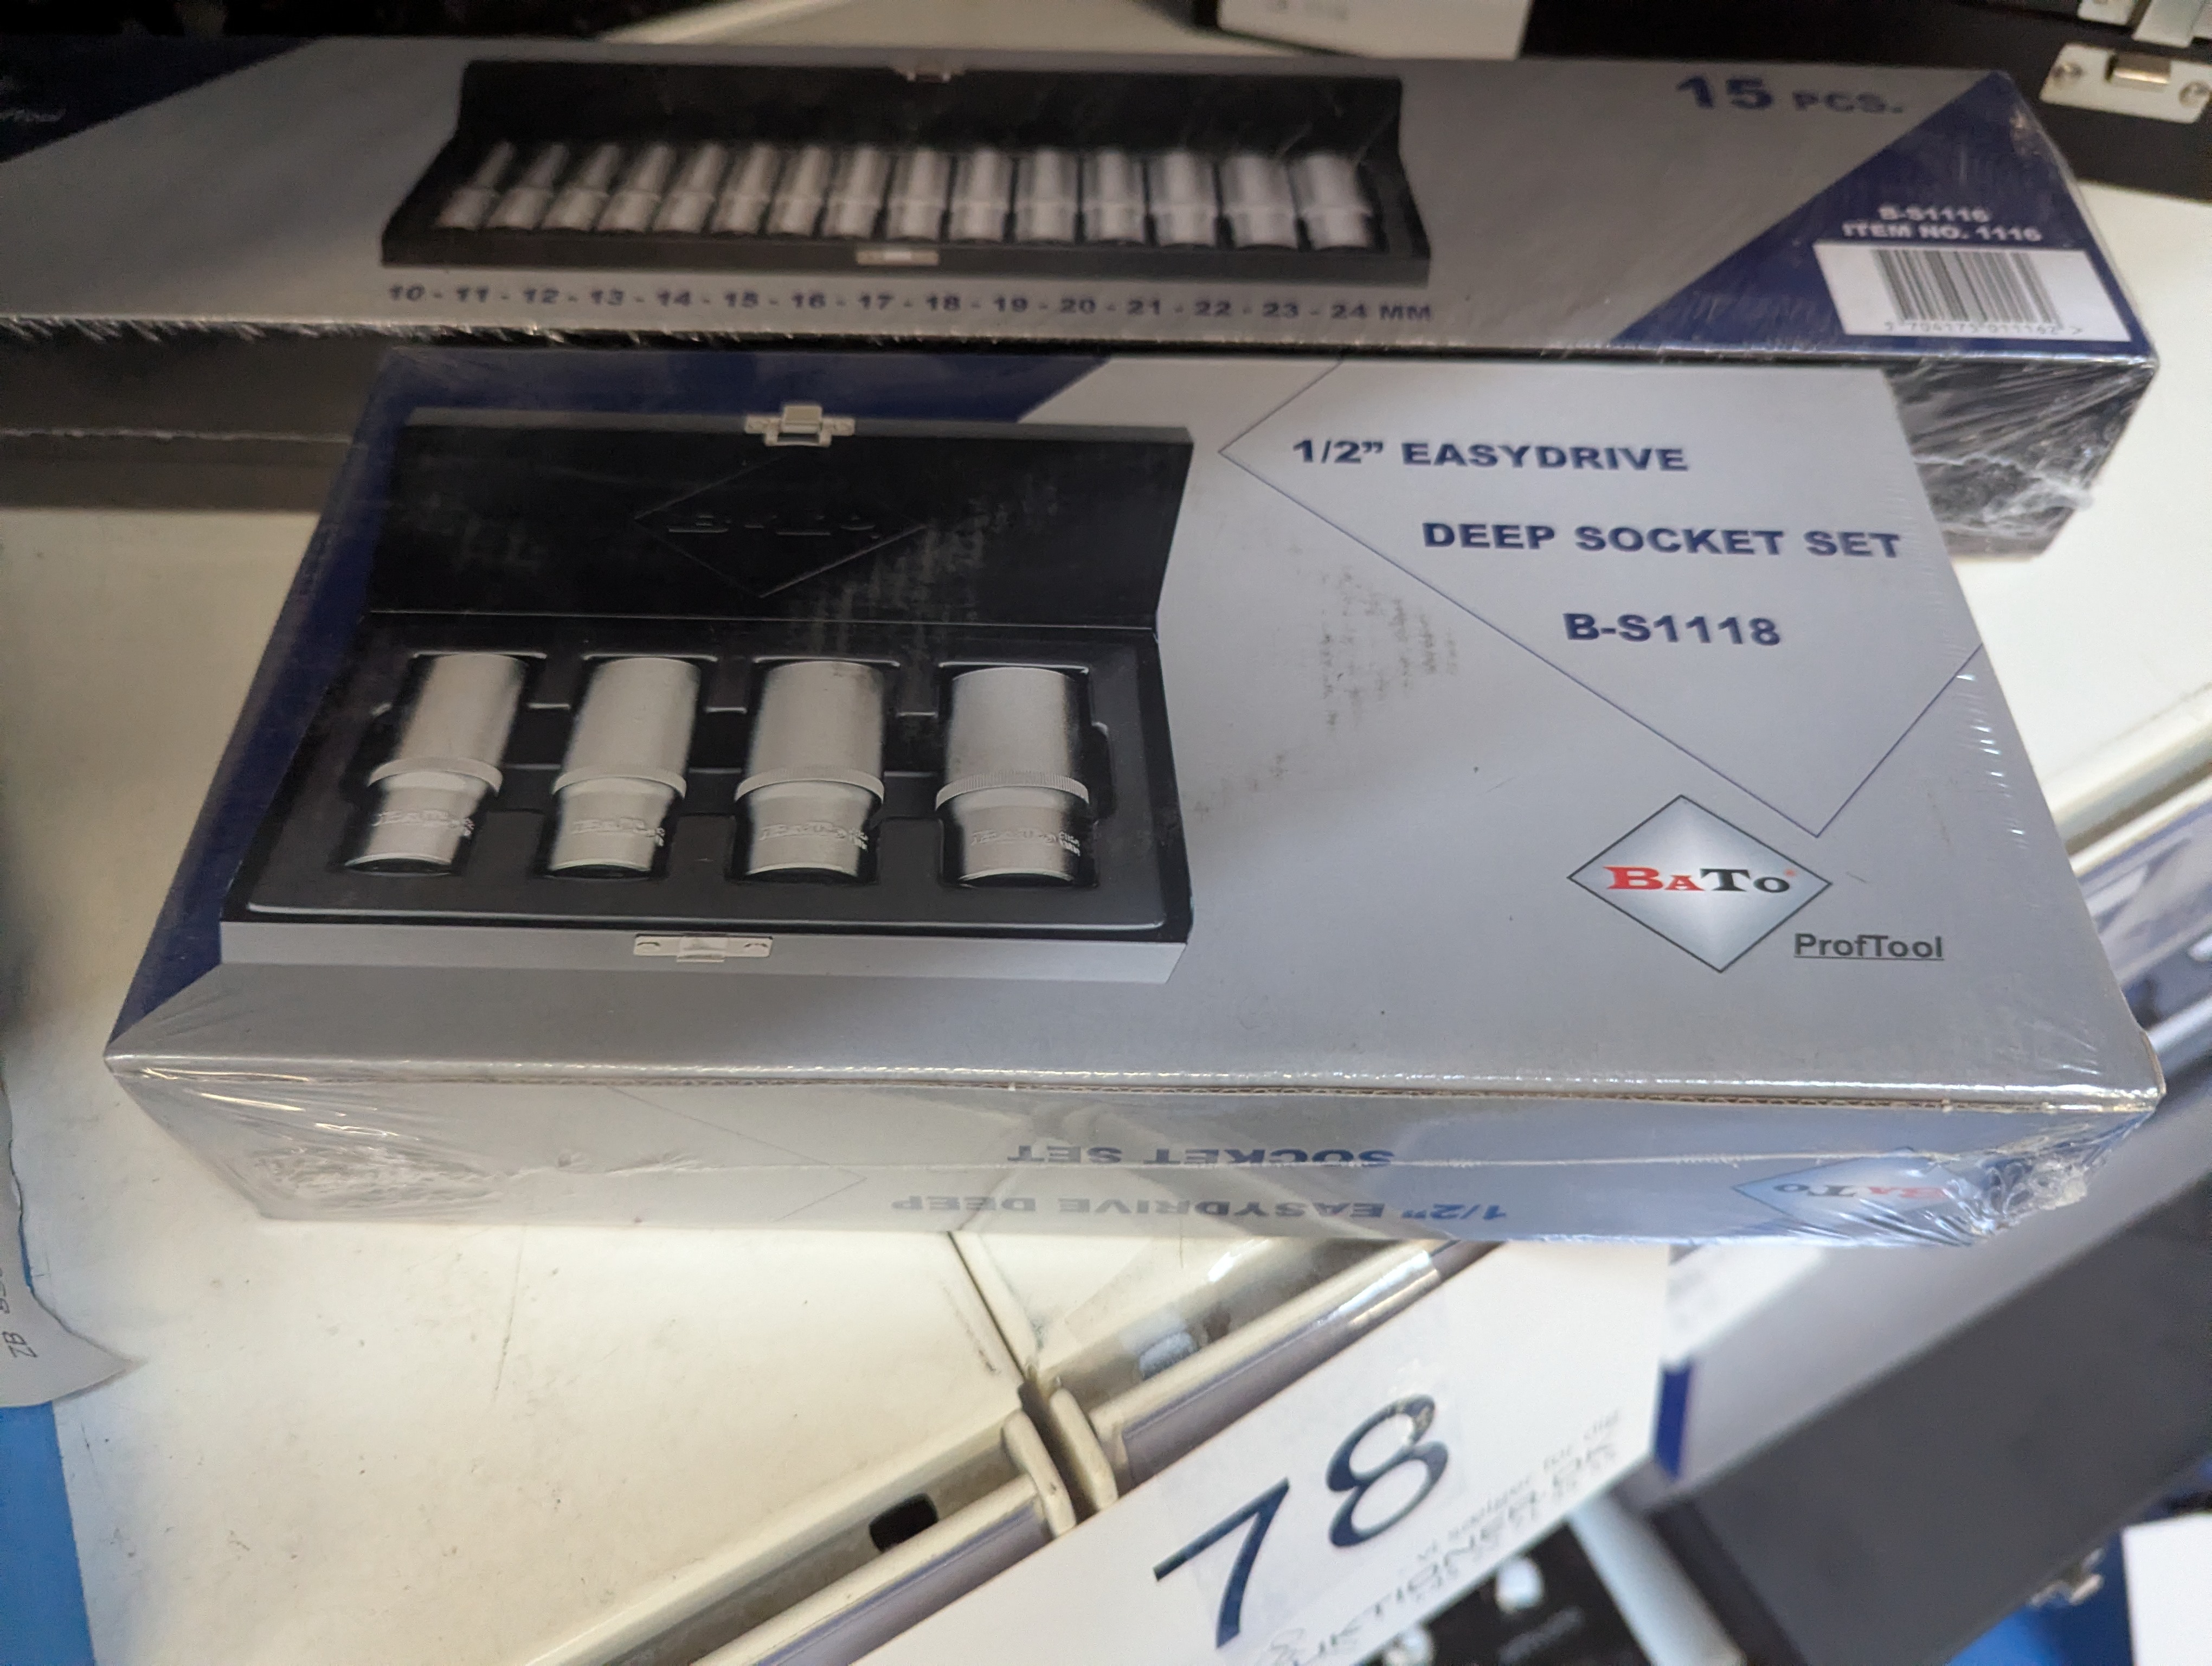 15 PCS.
B-S1116
ITEM NO. 1116
10 - 11 - 12 - 13 - 14 - 15 - 16 - 17 - 18 - 19 - 20 - 21 - 22 - 23 - 24 MM
1/2” EASYDRIVE
DEEP SOCKET SET
B-S1118
BATO
BATO
ProfTool
SOCKET SET
1/2” EASYDRIVE DEEP
BATO
78